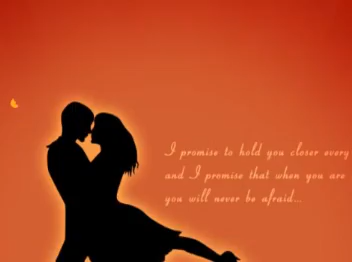 I promise to hold you closer every
and I promise that when you are
you will never be afraid...